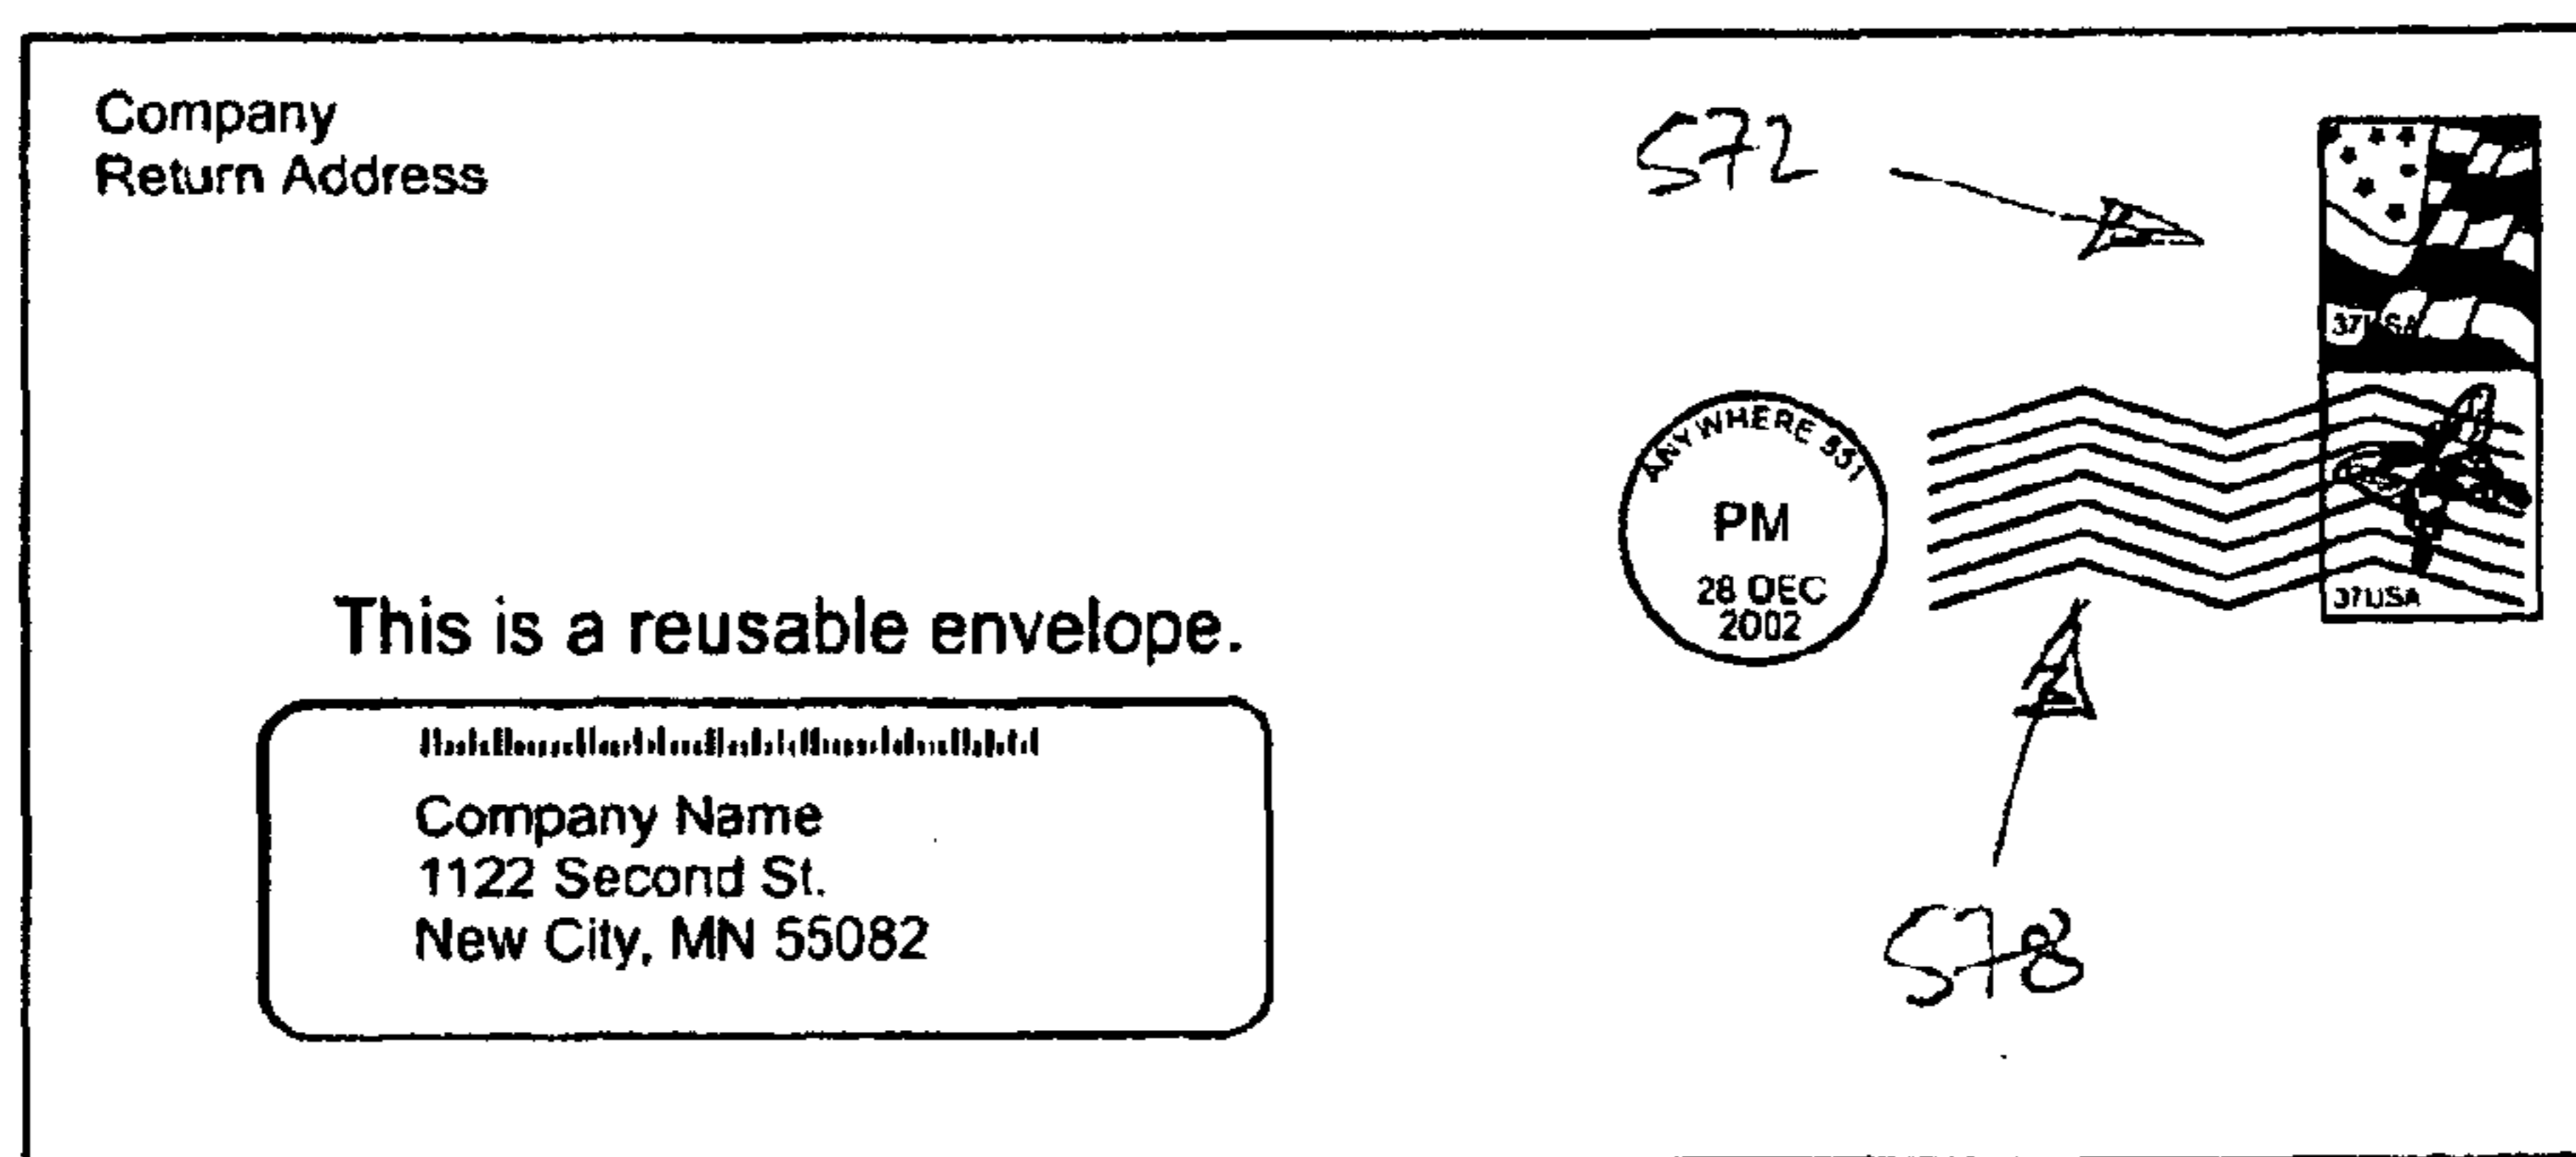 Company
Return Address
572
37USA
ANYWHERE 551
PM
28 DEC
2002
37USA
This is a reusable envelope.
Company Name
1122 Second St.
New City, MN 55082
578